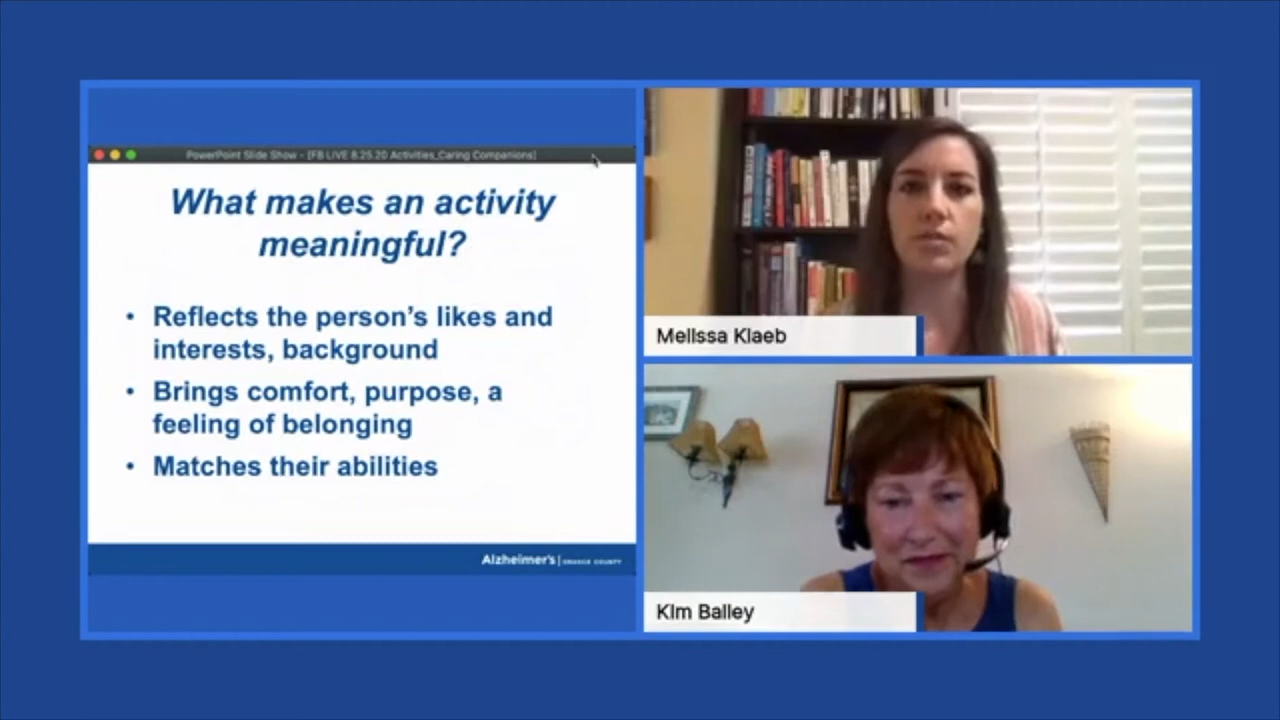 PowerPoint Slide Show - [FB LIVE 8.25.20 Activities_Caring Companions]
What makes an activity
meaningful?
• Reflects the person's likes and
interests, background
• Brings comfort, purpose, a
feeling of belonging
• Matches their abilities
Alzheimer's | ORANGE COUNTY
Melissa Klaeb
Kim Bailey